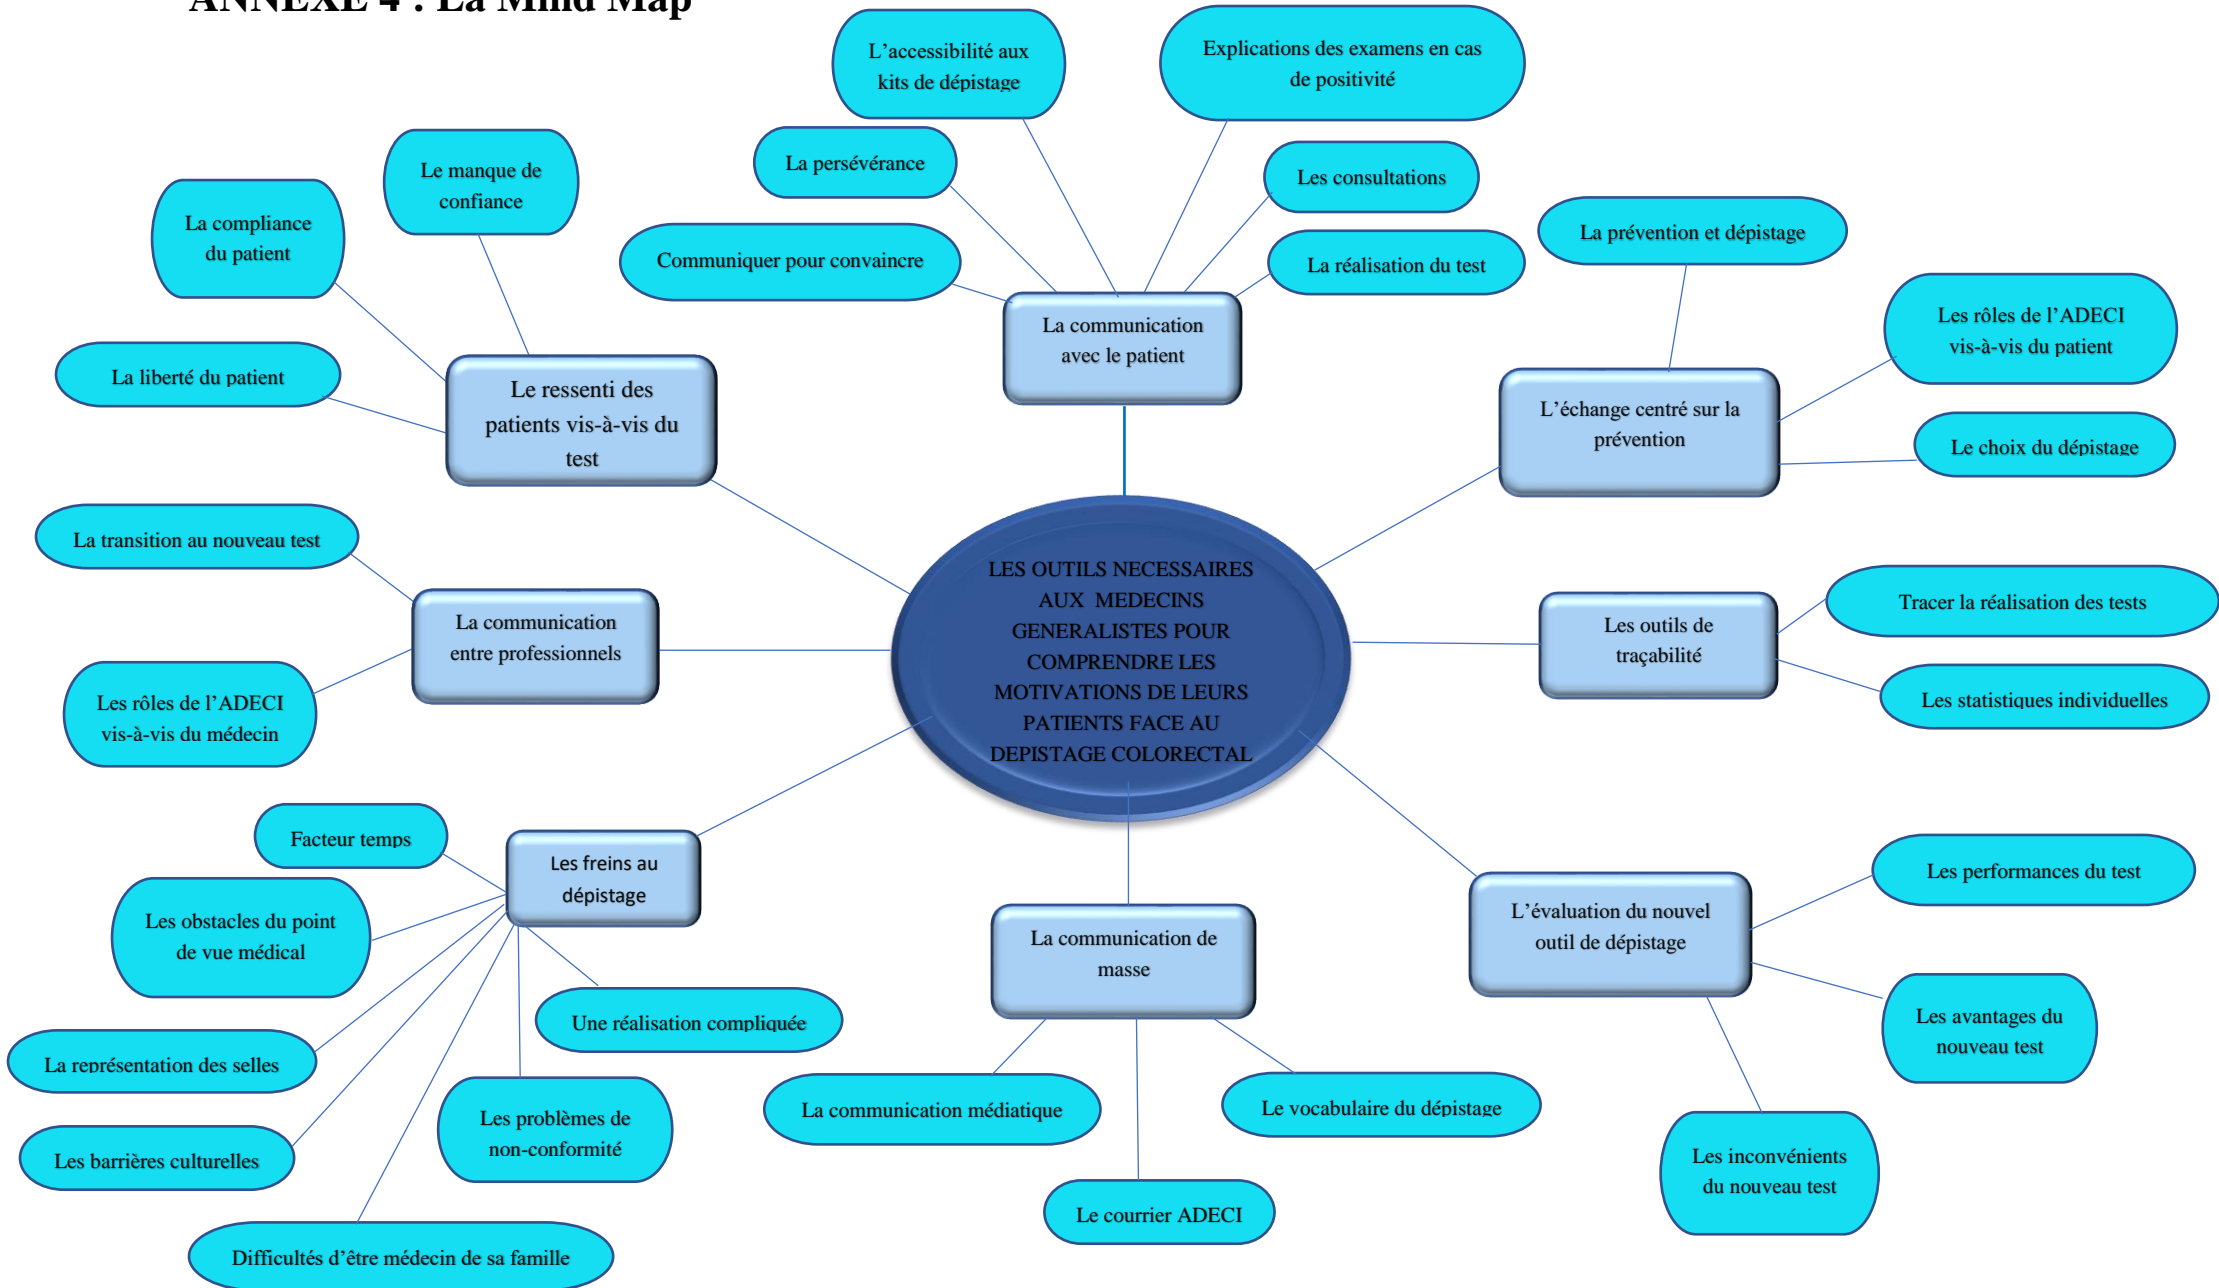 ANNEXE 4 : La Mind Map
L'accessibilité aux
kits de dépistage
Explications des examens en cas
de positivité
La persévérance
Les consultations
Communiquer pour convaincre
La réalisation du test
La communication
avec le patient
Le manque de
confiance
La compliance
du patient
La liberté du patient
Le ressenti des
patients vis-à-vis du
test
La prévention et dépistage
Les rôles de l'ADECI
vis-à-vis du patient
Le choix du dépistage
L'échange centré sur la
prévention
LES OUTILS NECESSAIRES
AUX  MEDECINS
GENERALISTES POUR
COMPRENDRE LES
MOTIVATIONS DE LEURS
PATIENTS FACE AU
DEPISTAGE COLORECTAL
La transition au nouveau test
La communication
entre professionnels
Les rôles de l'ADECI
vis-à-vis du médecin
Les outils de
traçabilité
Tracer la réalisation des tests
Les statistiques individuelles
Facteur temps
Les freins au
dépistage
Les obstacles du point
de vue médical
La représentation des selles
Les barrières culturelles
Difficultés d'être médecin de sa famille
Les problèmes de
non-conformité
Une réalisation compliquée
La communication de
masse
La communication médiatique
Le courrier ADECI
Le vocabulaire du dépistage
L'évaluation du nouvel
outil de dépistage
Les performances du test
Les avantages du
nouveau test
Les inconvénients
du nouveau test